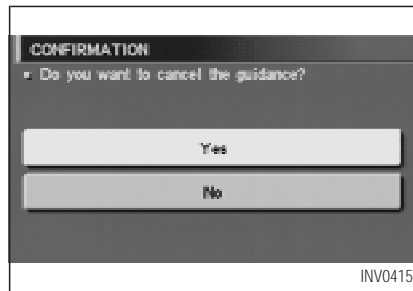 CONFIRMATION
Do you want to cancel the guidance?
Yes
No
INV0415